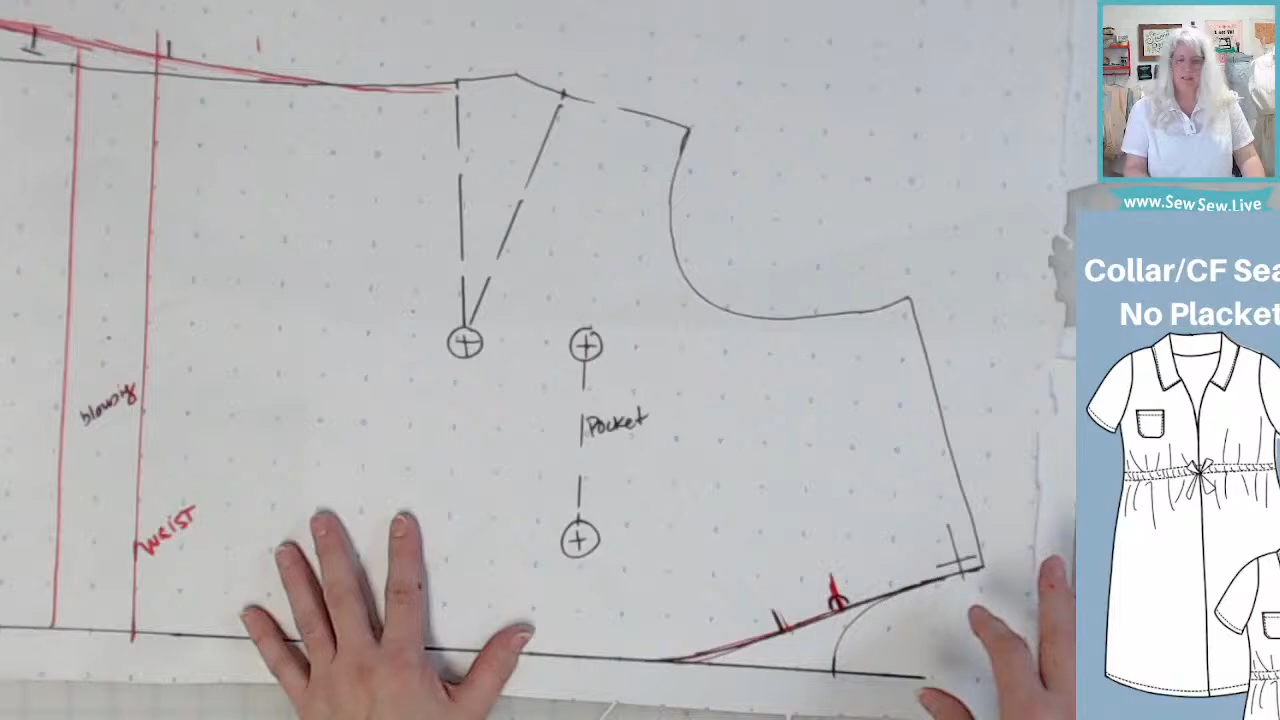 www.SewSew.Live
Collar/CF Sea
No Placket
Pocket
blousing
waist